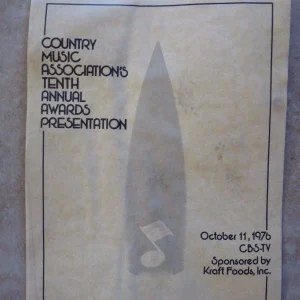 COUNTRY
MUSIC
ASSOCIATION'S
TENTH
ANNUAL
AWARDS
PRESENTATION
October 11, 1976
CBS-TV
Sponsored by
Kraft Foods, Inc.